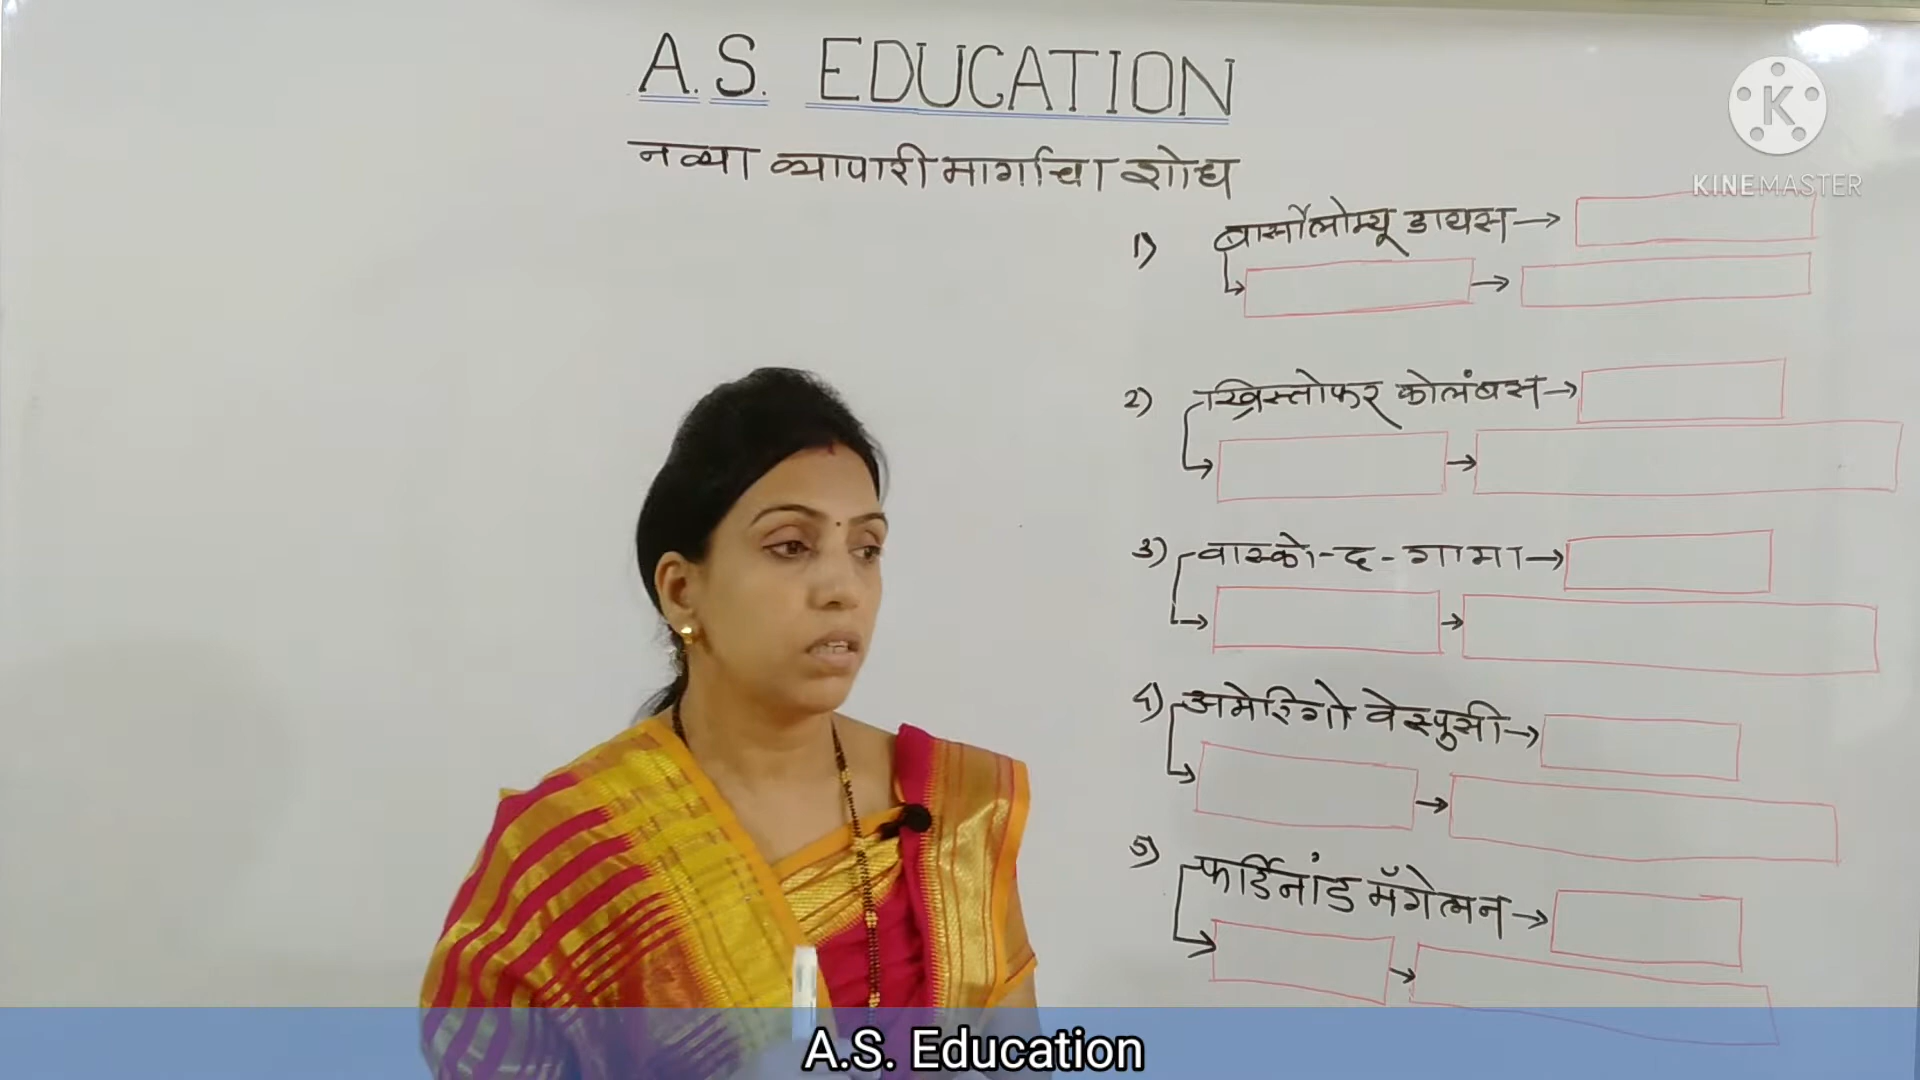 A.S. EDUCATION
नव्या व्यापारी मार्गाचा शोध
KINEMASTER
1) बार्सोलोम्यू डायस →
2) ख्रिस्तोफर कोलंबस →
3) वास्को-द-गामा →
4) अमेरिगो वेस्पुसी →
5) फर्डिनांड मॅगेलन →
A.S. Education